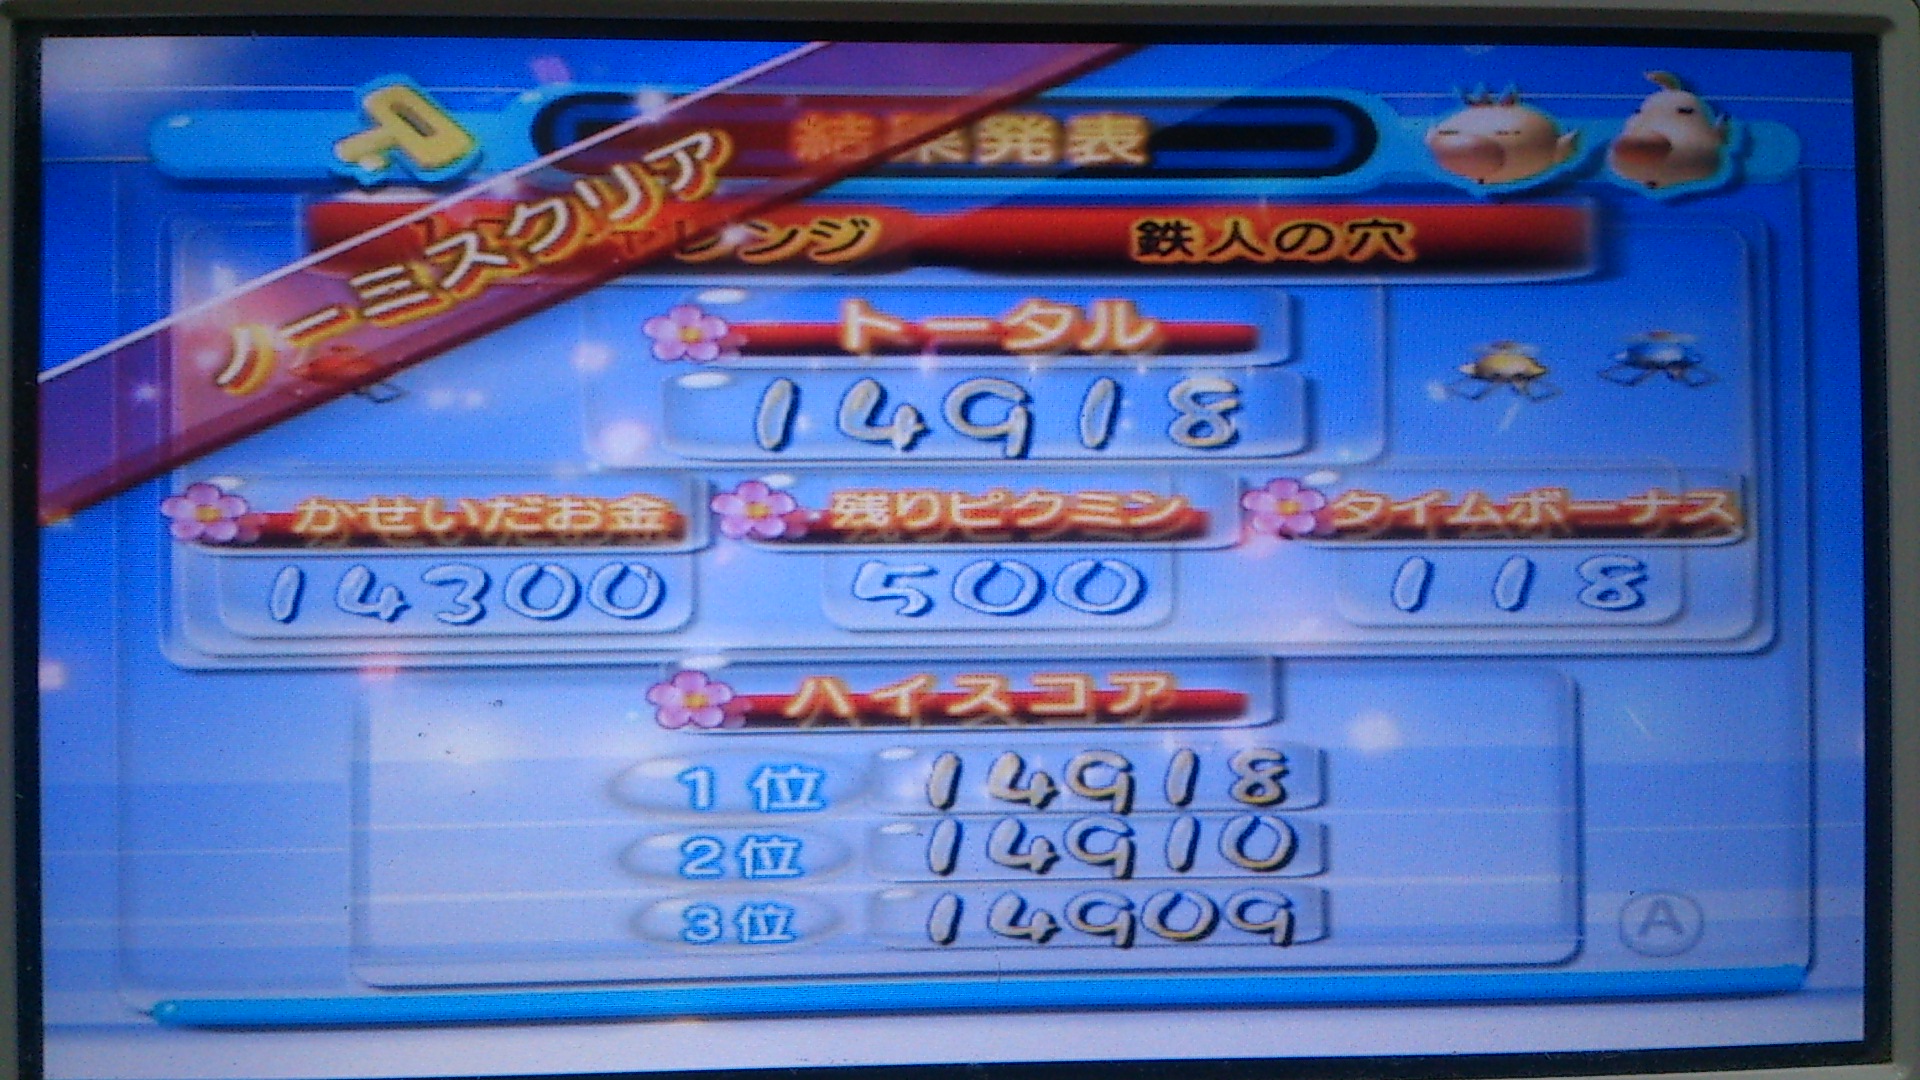 結果発表
ノーミスクリア
チャレンジ 鉄人の穴
トータル
14918
かせいだお金 残りピクミン タイムボーナス
14300 500 118
ハイスコア
1位 14918
2位 14910
3位 14909
A